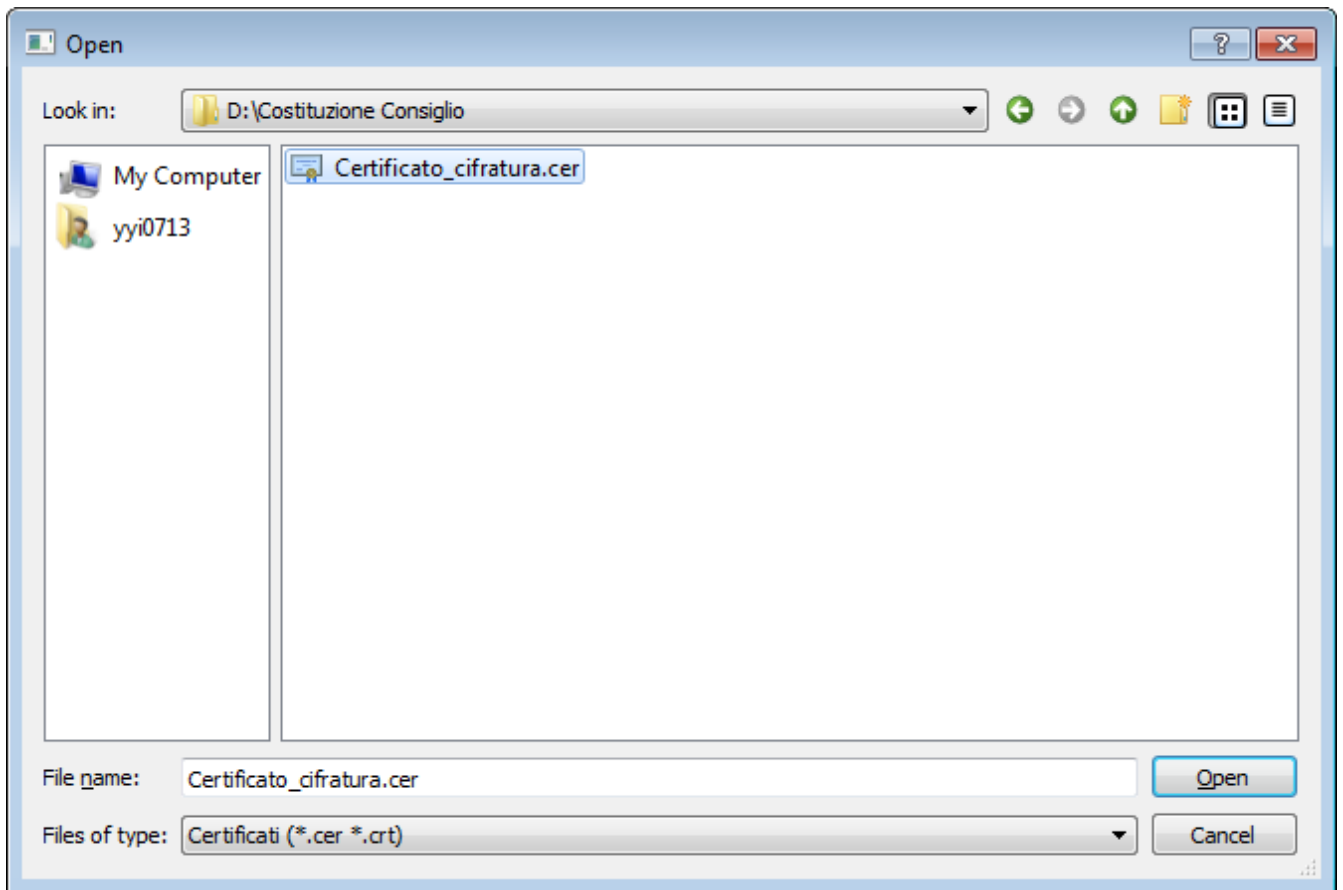 Open
Look in: D:\Costituzione Consiglio
My Computer
yyi0713
Certificato_cifratura.cer
File name: Certificato_cifratura.cer Open
Files of type: Certificati (*.cer *.crt) Cancel